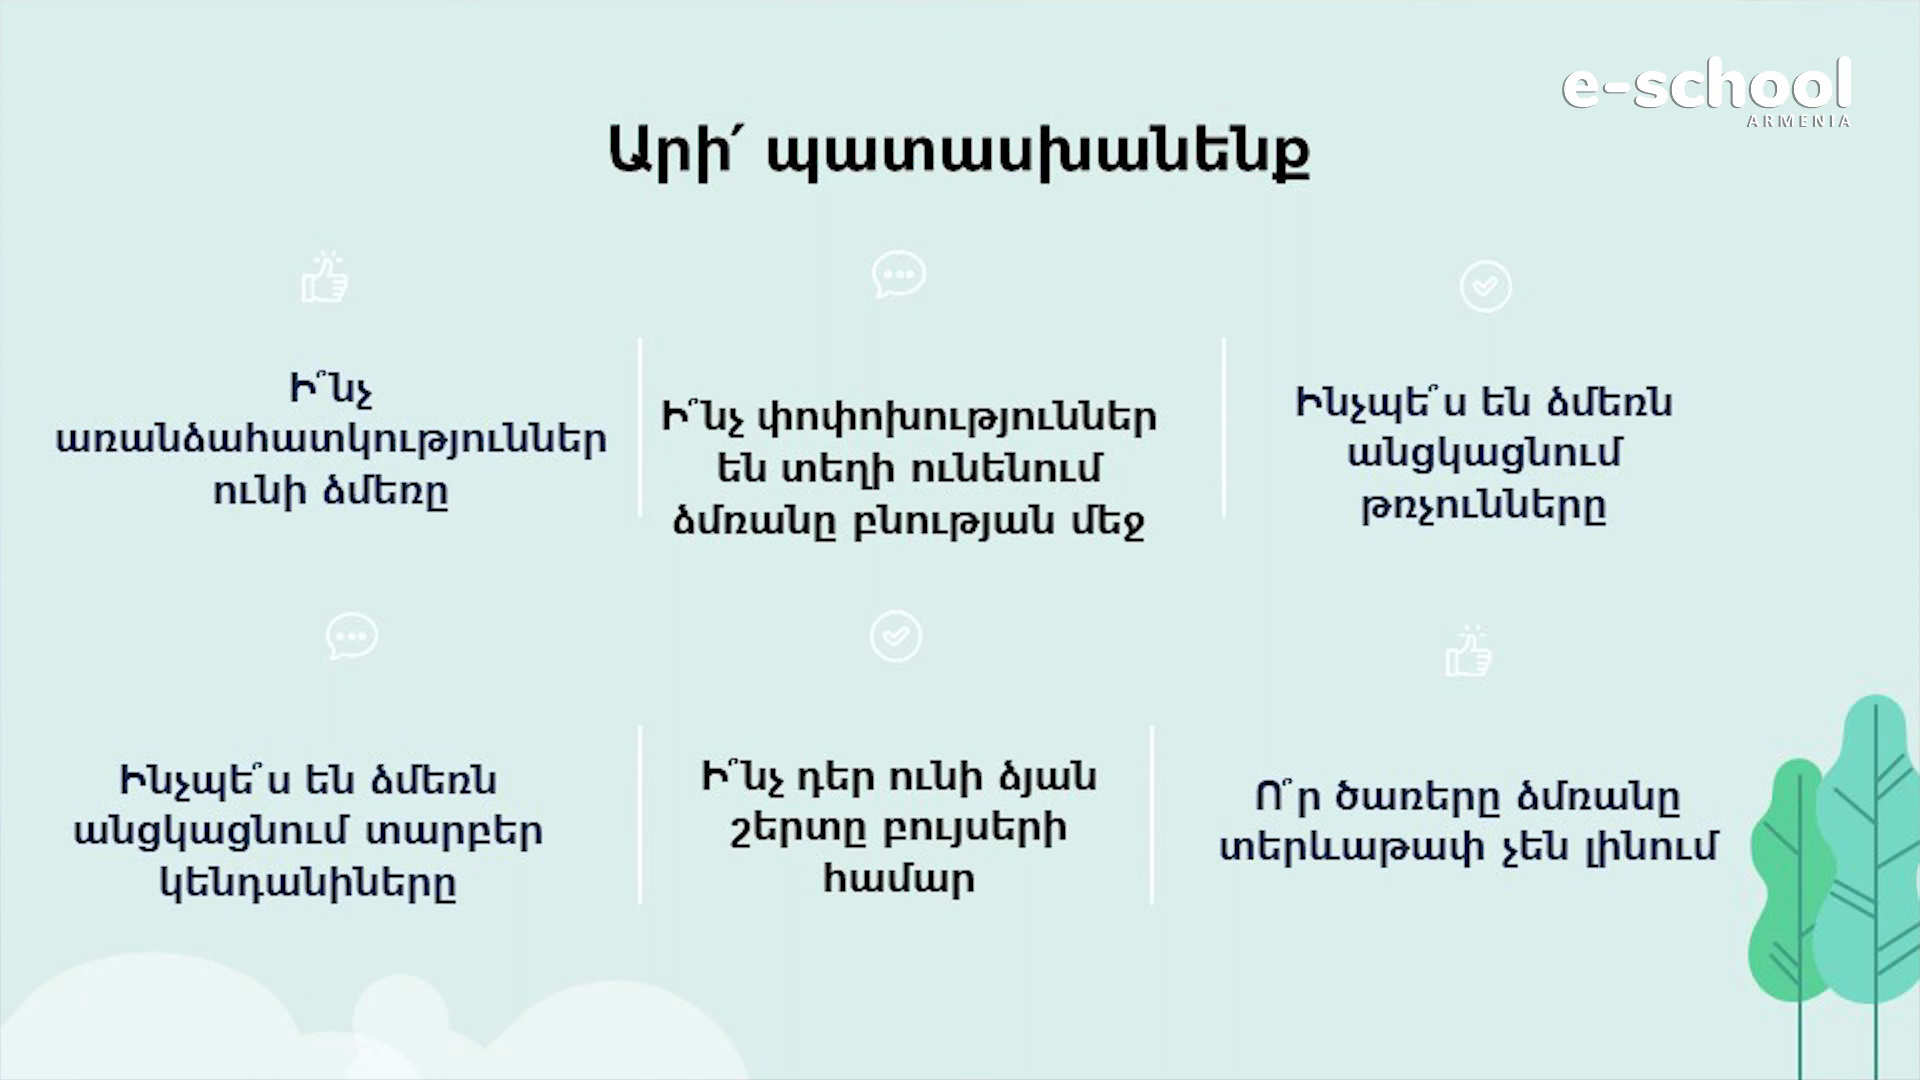 e-school
ARMENIA
Արի՛ պատասխանենք
Ի՞նչ
առանձահատկություններ
ունի ձմեռը
Ի՞նչ փոփոխություններ
են տեղի ունենում
ձմռանը բնության մեջ
Ինչպե՞ս են ձմեռն
անցկացնում
թռչունները
Ինչպե՞ս են ձմեռն
անցկացնում տարբեր
կենդանիները
Ի՞նչ դեր ունի ձյան
շերտը բույսերի
համար
Ո՞ր ծառերը ձմռանը
տերևաթափ չեն լինում